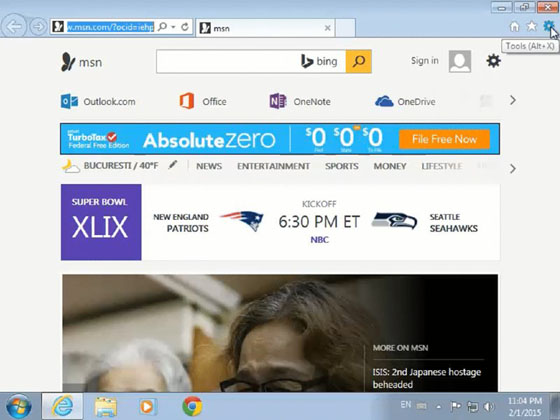 w.msn.com/?ocid=iehp
msn
Tools (Alt+X)
msn
bing
Sign in
Outlook.com
Office
OneNote
OneDrive
TurboTax
Federal Free Edition
AbsoluteZero
$0 $0 $0
File Free Now
BUCURESTI / 40°F
NEWS ENTERTAINMENT SPORTS MONEY LIFESTYLE
SUPER BOWL
XLIX
NEW ENGLAND
PATRIOTS
KICKOFF
6:30 PM ET
NBC
SEATTLE
SEAHAWKS
MORE ON MSN
ISIS: 2nd Japanese hostage
beheaded
EN
11:04 PM
2/1/2015